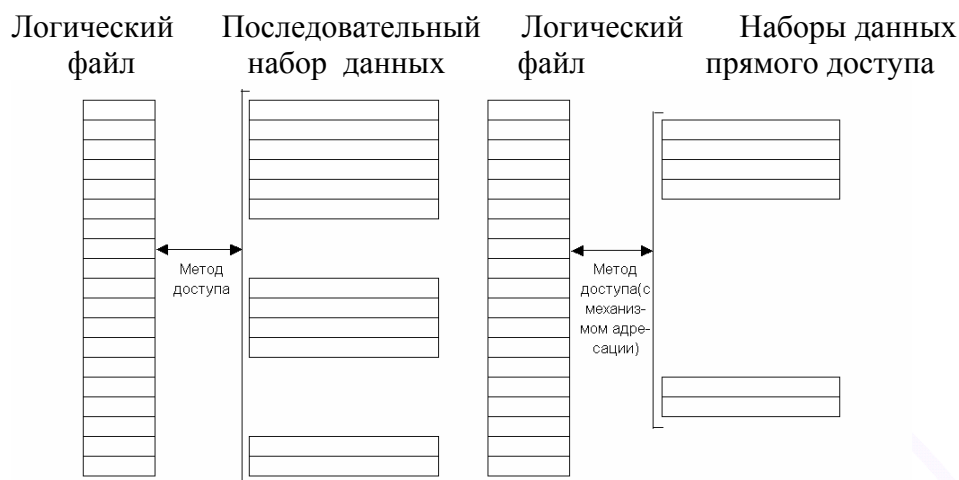 Логический Последовательный Логический Наборы данных
файл набор данных файл прямого доступа
Метод
доступа
Метод
доступа(с
механиз-
мом адре-
сации)